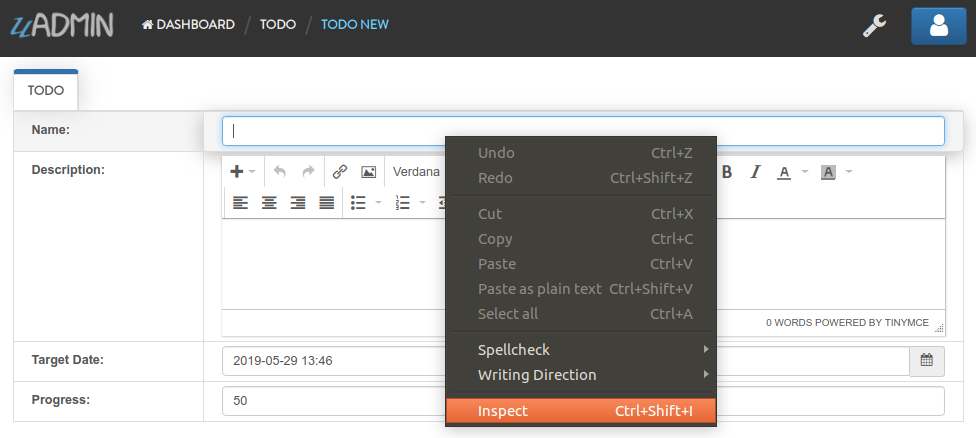 uADMIN DASHBOARD / TODO / TODO NEW
TODO
Name:
Description:
Verdana
B I A A
Undo Ctrl+Z
Redo Ctrl+Shift+Z
Cut Ctrl+X
Copy Ctrl+C
Paste Ctrl+V
Paste as plain text Ctrl+Shift+V
Select all Ctrl+A
Spellcheck
Writing Direction
Inspect Ctrl+Shift+I
0 WORDS POWERED BY TINYMCE
Target Date: 2019-05-29 13:46
Progress: 50